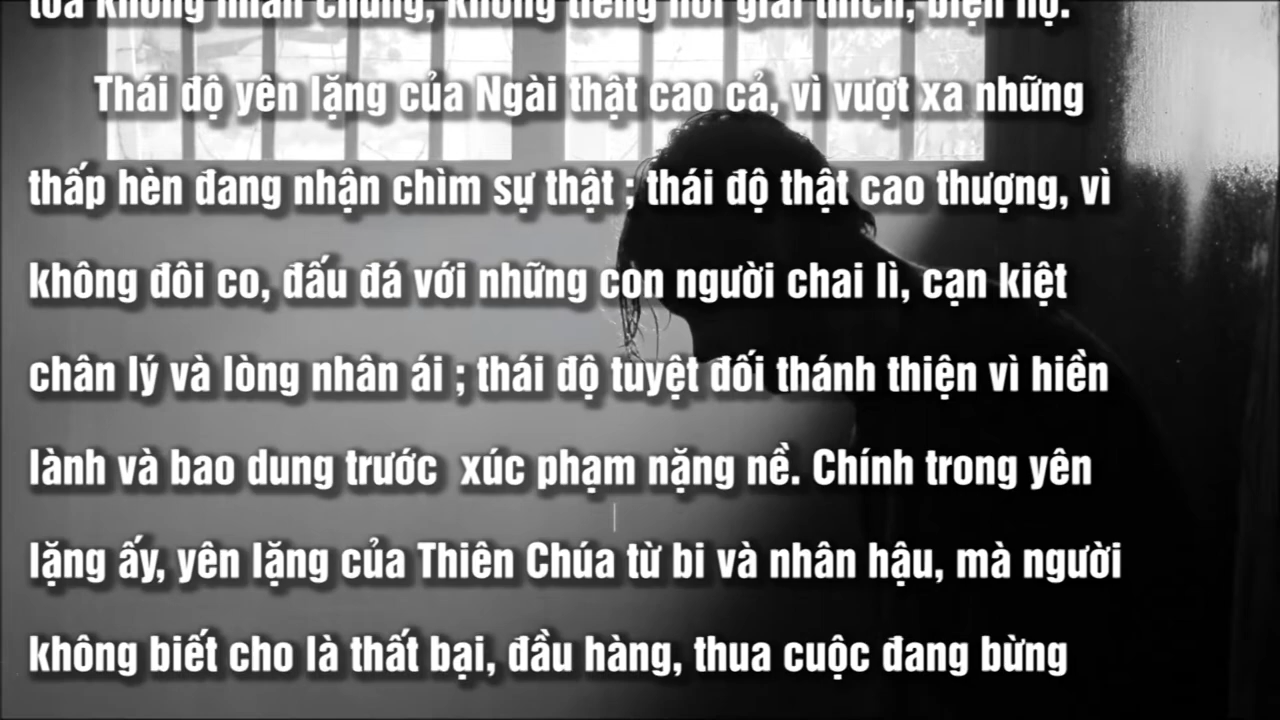 toà không nhân chứng, không tiếng nói giải thích, biện hộ.
Thái độ yên lặng của Ngài thật cao cả, vì vượt xa những
thấp hèn đang nhận chìm sự thật ; thái độ thật cao thượng, vì
không đôi co, đấu đá với những con người chai lì, cạn kiệt
chân lý và lòng nhân ái ; thái độ tuyệt đối thánh thiện vì hiền
lành và bao dung trước xúc phạm nặng nề. Chính trong yên
lặng ấy, yên lặng của Thiên Chúa từ bi và nhân hậu, mà người
không biết cho là thất bại, đầu hàng, thua cuộc đang bừng